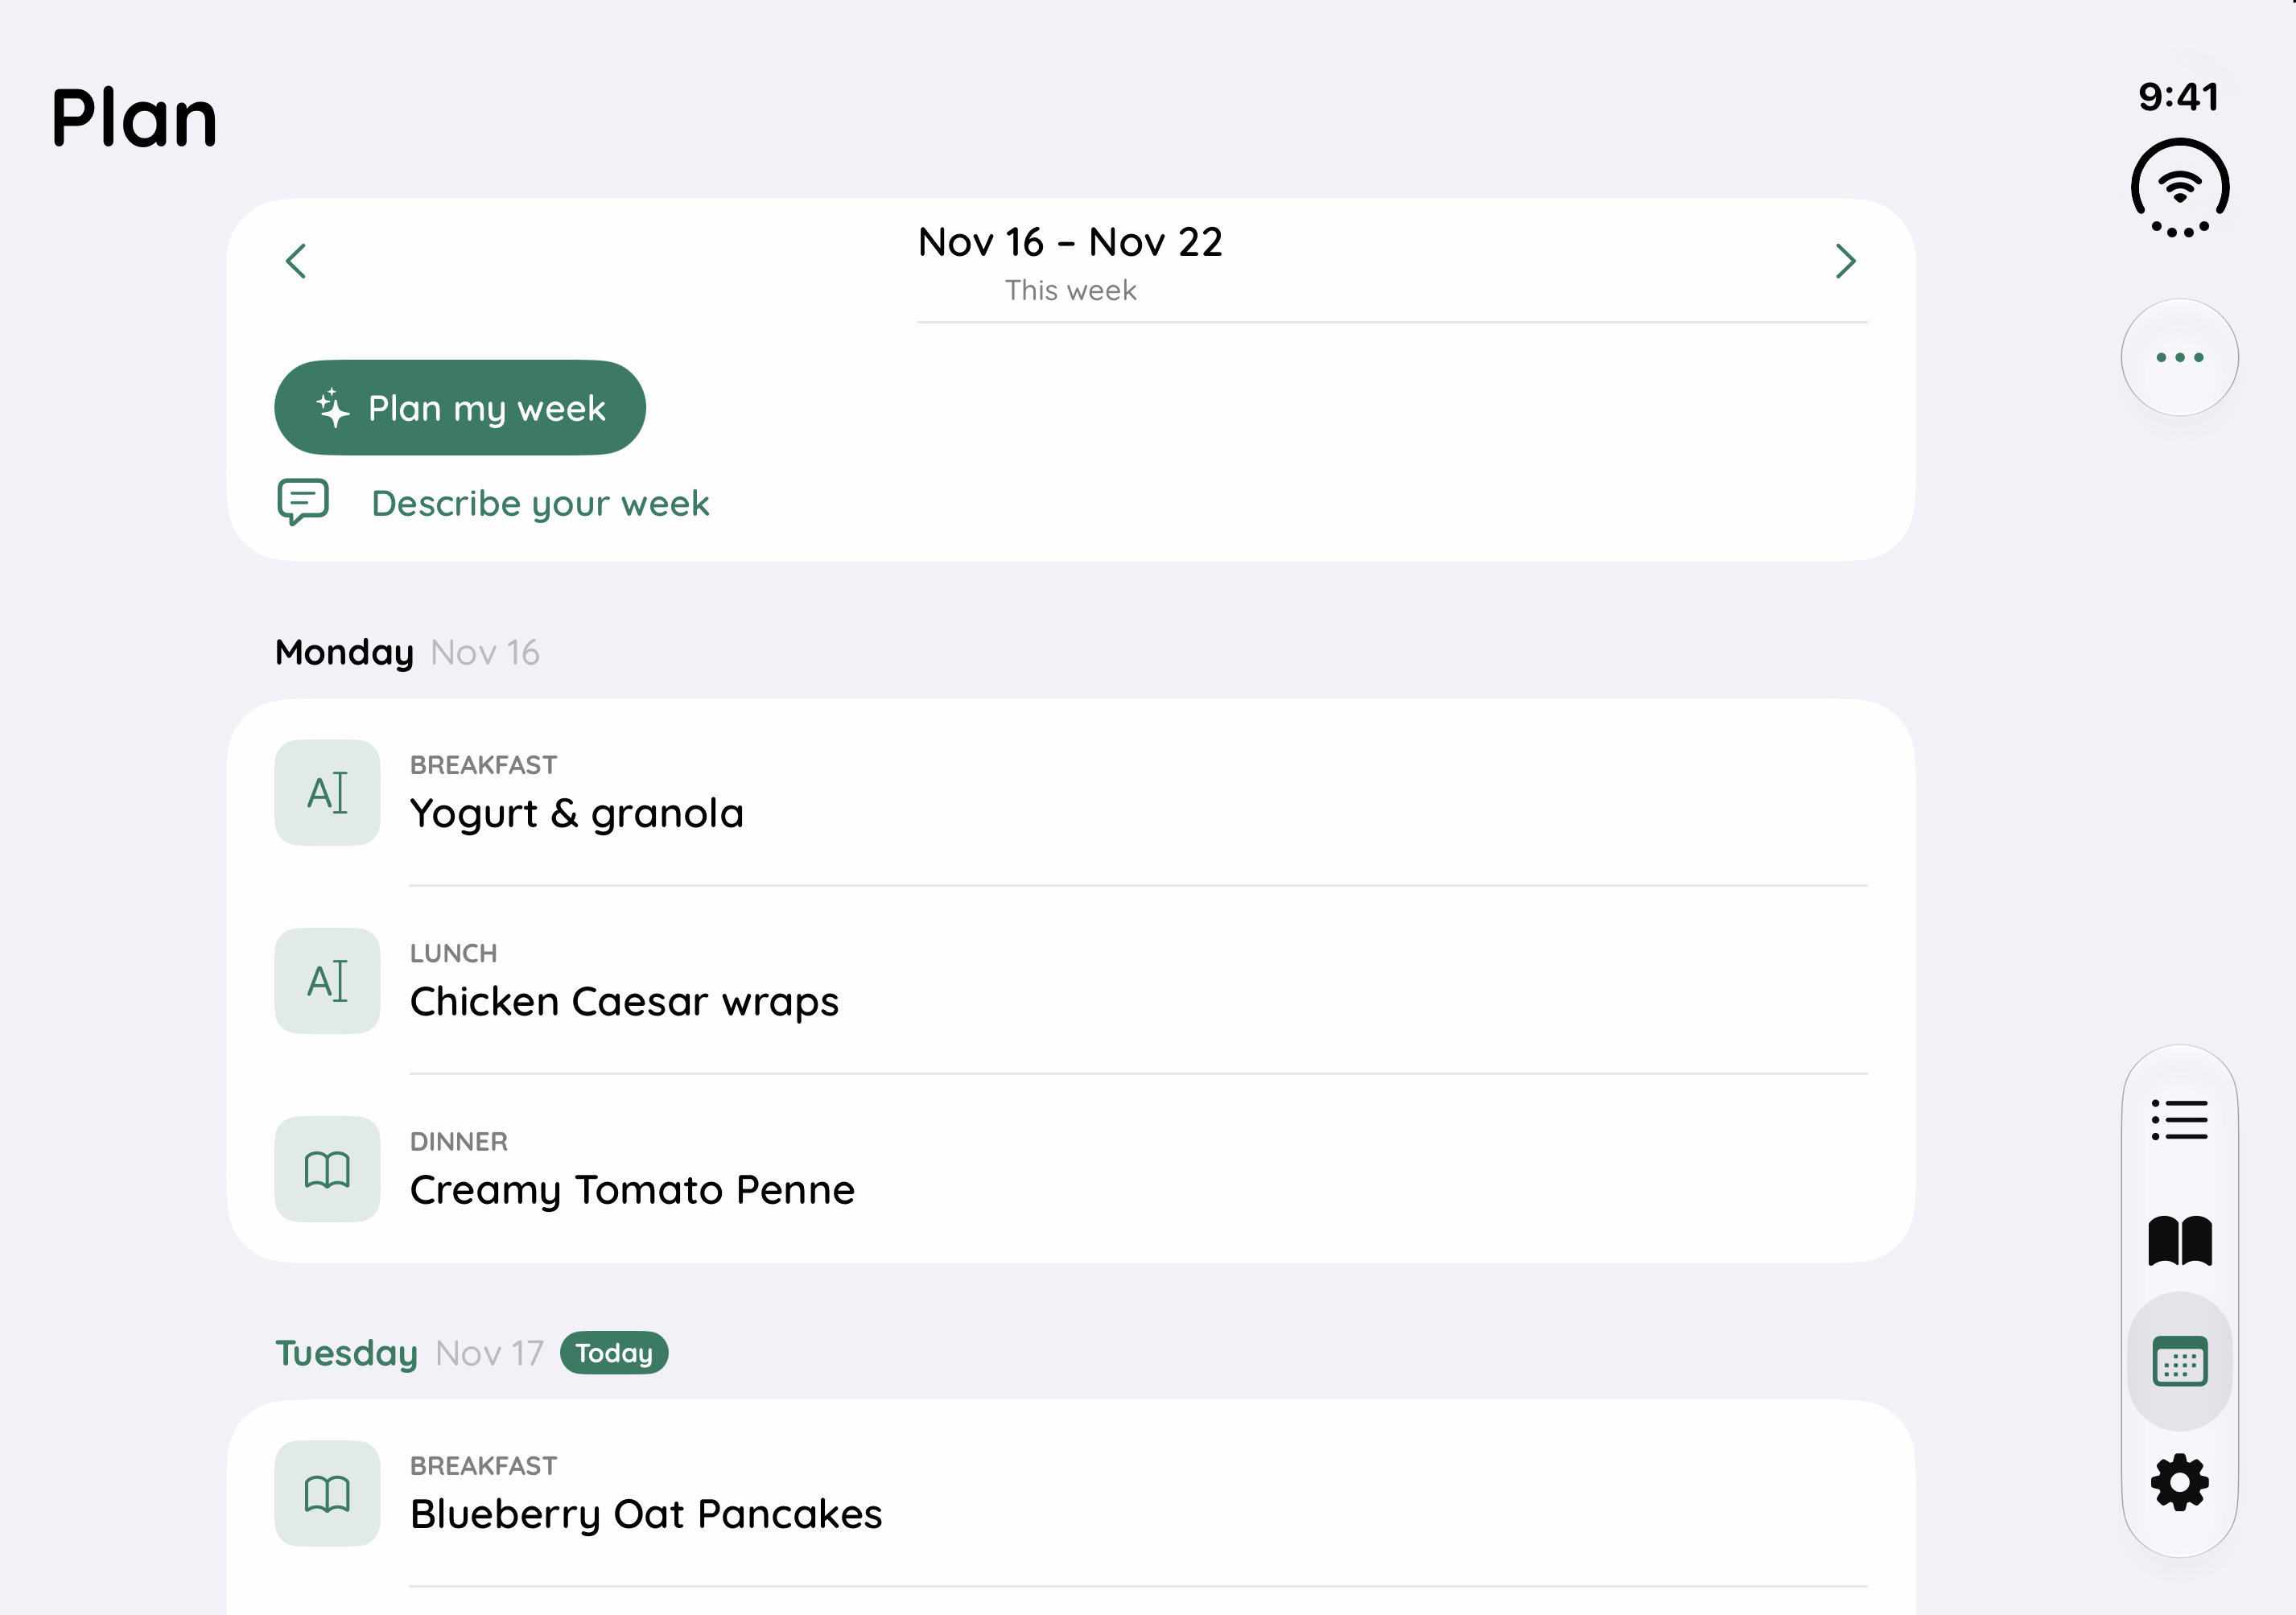 Plan
9:41
Nov 16 – Nov 22
This week
Plan my week
Describe your week
Monday Nov 16
BREAKFAST
Yogurt & granola
LUNCH
Chicken Caesar wraps
DINNER
Creamy Tomato Penne
Tuesday Nov 17 Today
BREAKFAST
Blueberry Oat Pancakes